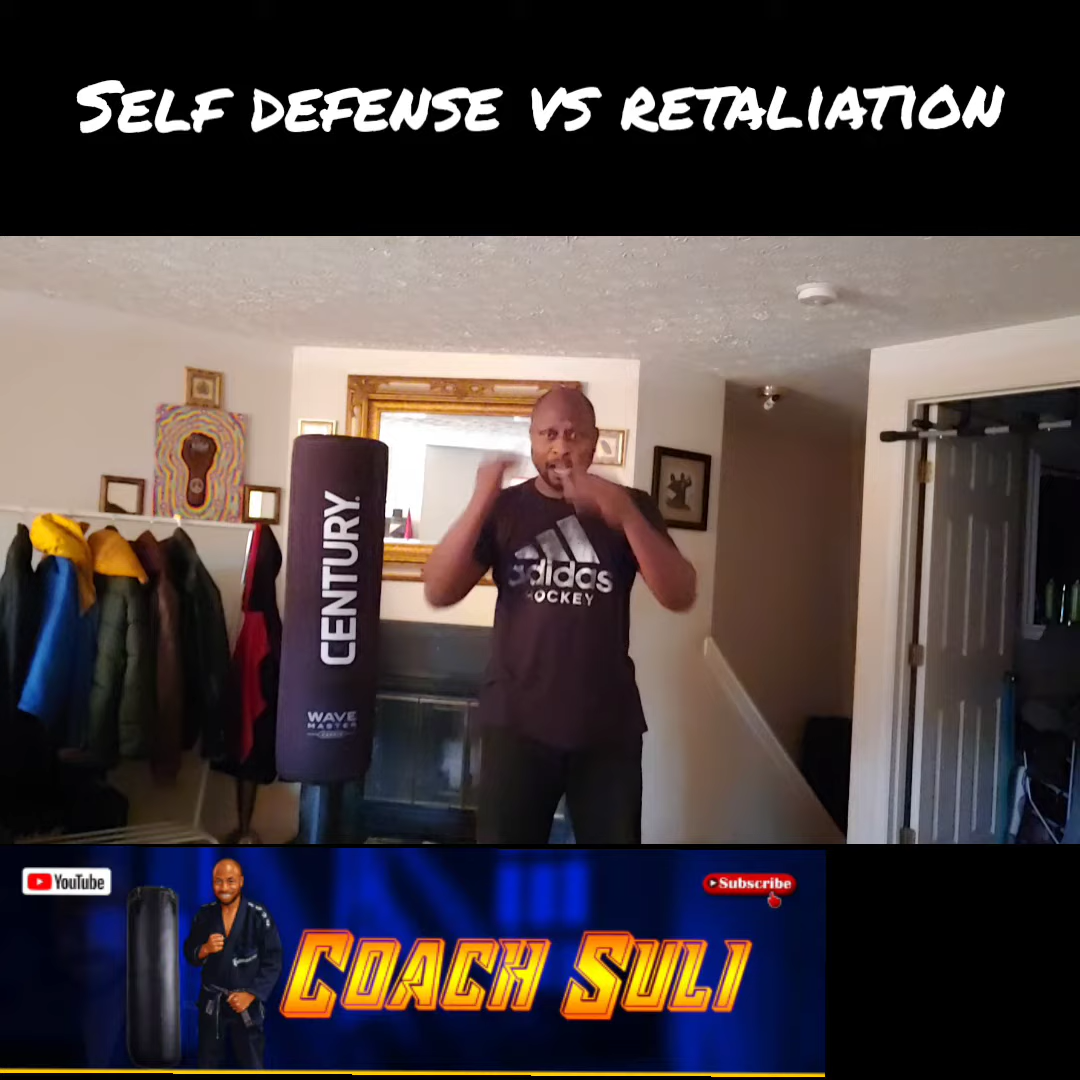 Self defense vs retaliation
CENTURY
WAVE
MASTER
adidas
HOCKEY
YouTube
Subscribe
COACH SULI